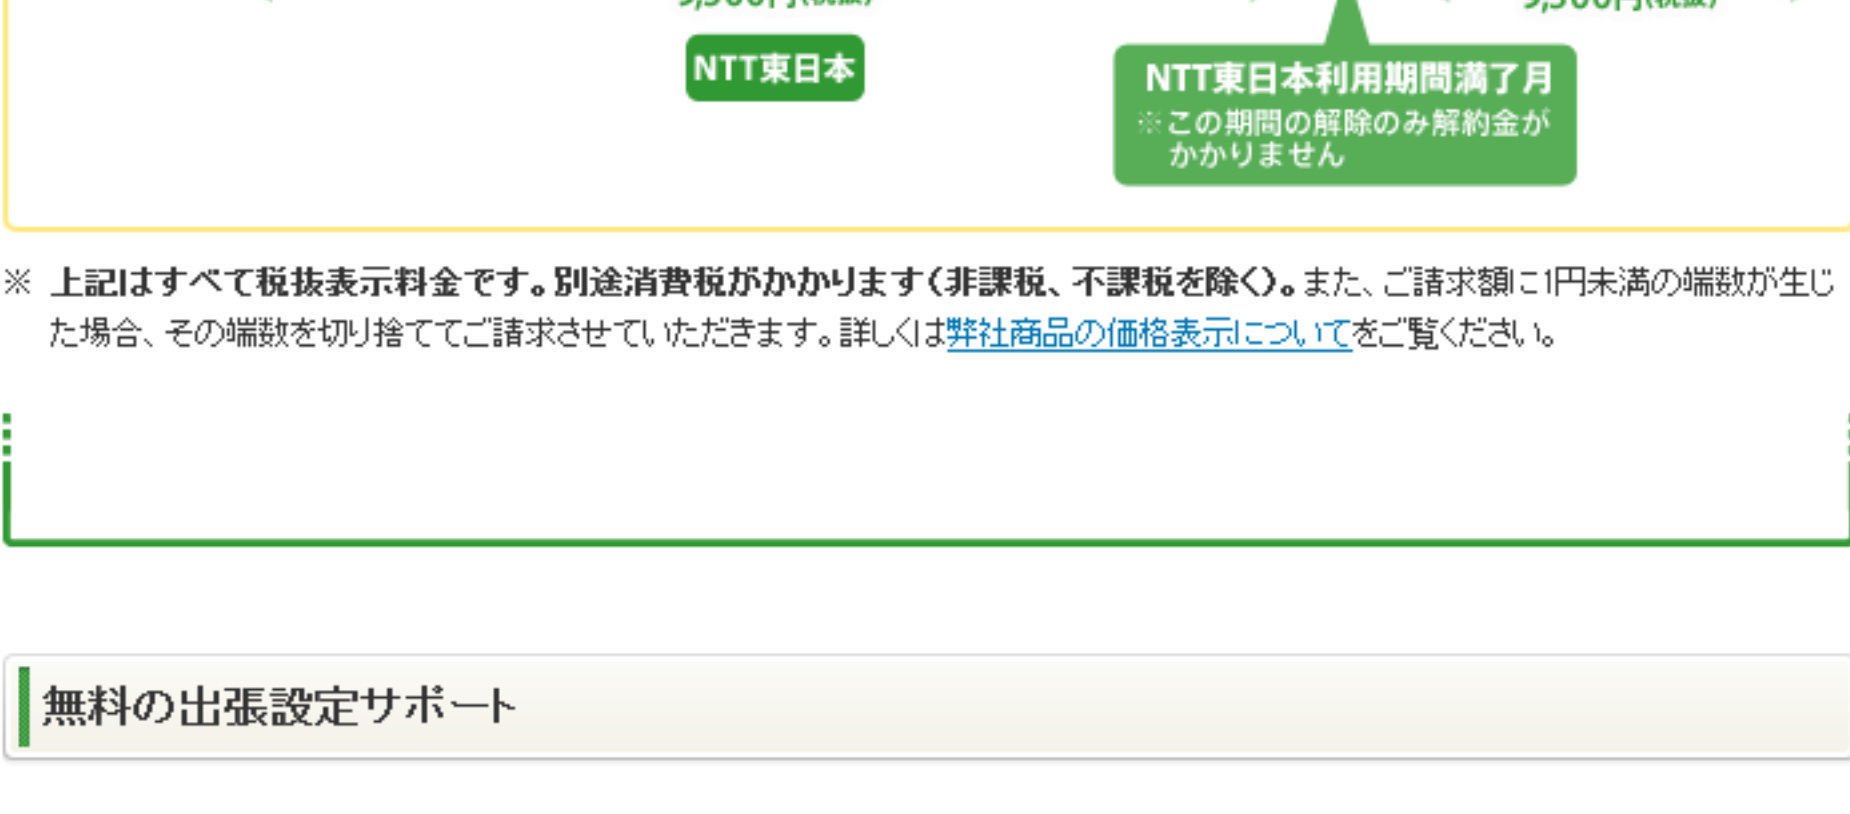 NTT東日本
NTT東日本利用期間満了月
※この期間の解除のみ解約金が
かかりません
※ 上記はすべて税抜表示料金です。別途消費税がかかります(非課税、不課税を除く)。また、ご請求額に1円未満の端数が生じ
た場合、その端数を切り捨ててご請求させていただきます。詳しくは弊社商品の価格表示についてをご覧ください。
無料の出張設定サポート